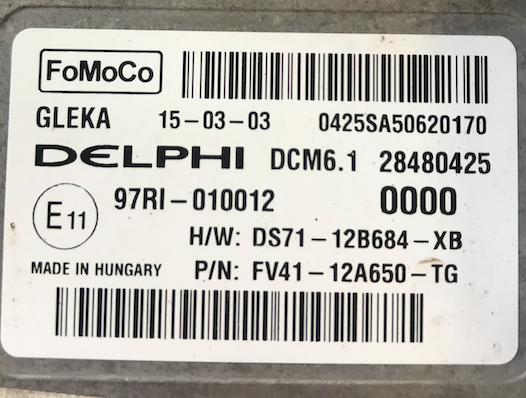 FoMoCo
GLEKA 15-03-03 0425SA50620170
DELPHI DCM6.1 28480425
97RI-010012 0000
E11
H/W: DS71-12B684-XB
MADE IN HUNGARY P/N: FV41-12A650-TG